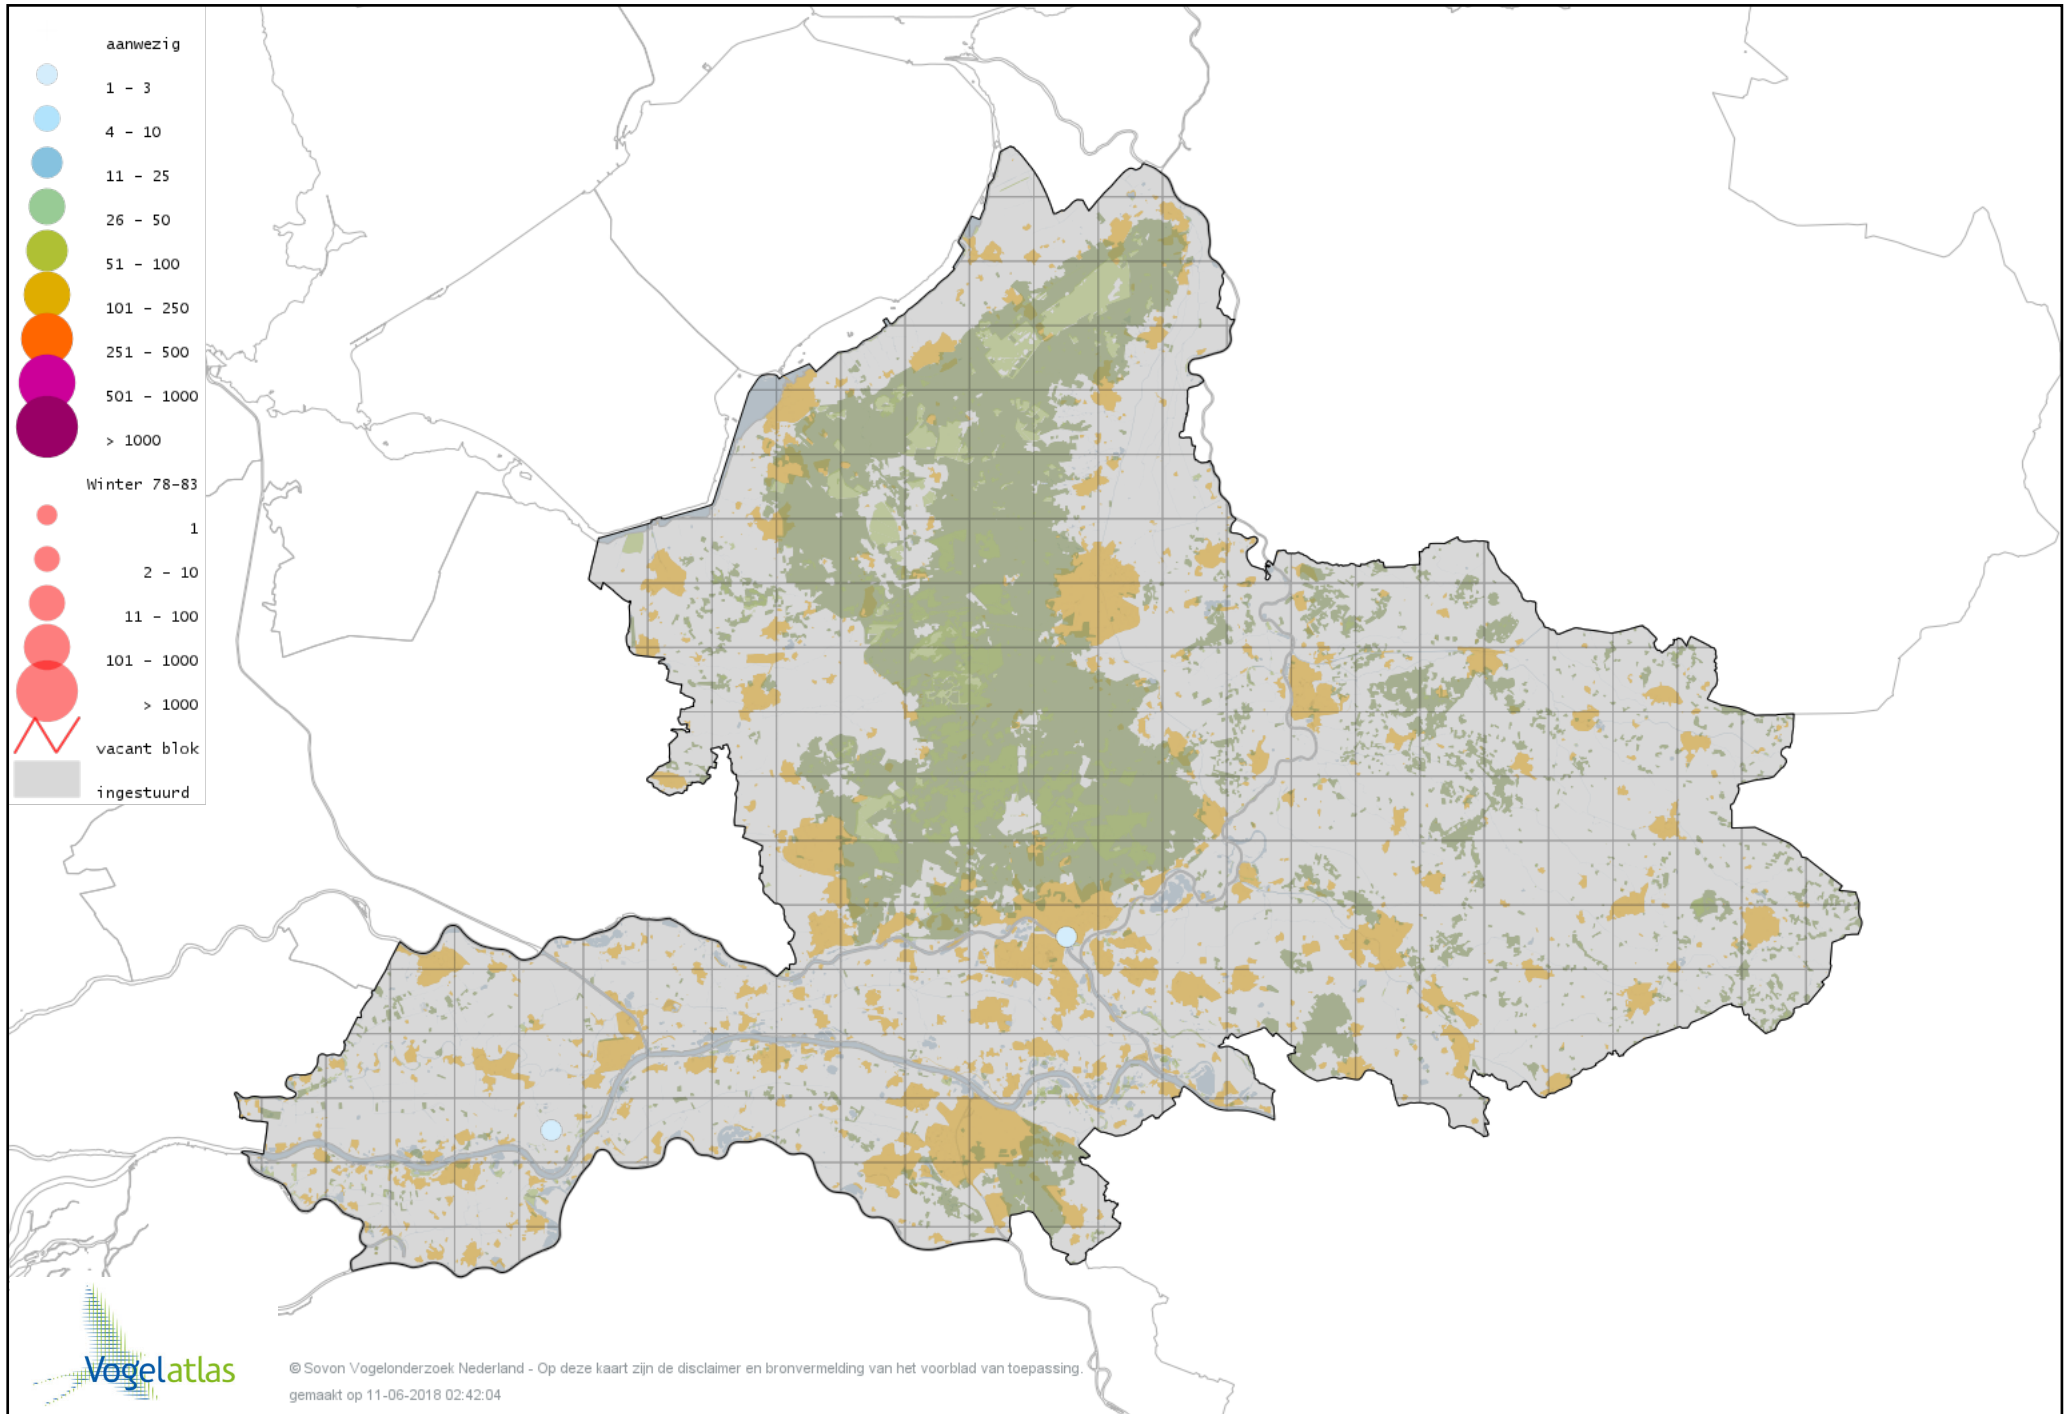 aanwezig
1 - 3
4 - 10
11 - 25
26 - 50
51 - 100
101 - 250
251 - 500
501 - 1000
> 1000
Winter 78-83
1
2 - 10
11 - 100
101 - 1000
> 1000
vacant blok
ingestuurd
Vogelatlas
© Sovon Vogelonderzoek Nederland - Op deze kaart zijn de disclaimer en bronvermelding van het voorblad van toepassing.
gemaakt op 11-06-2018 02:42:04